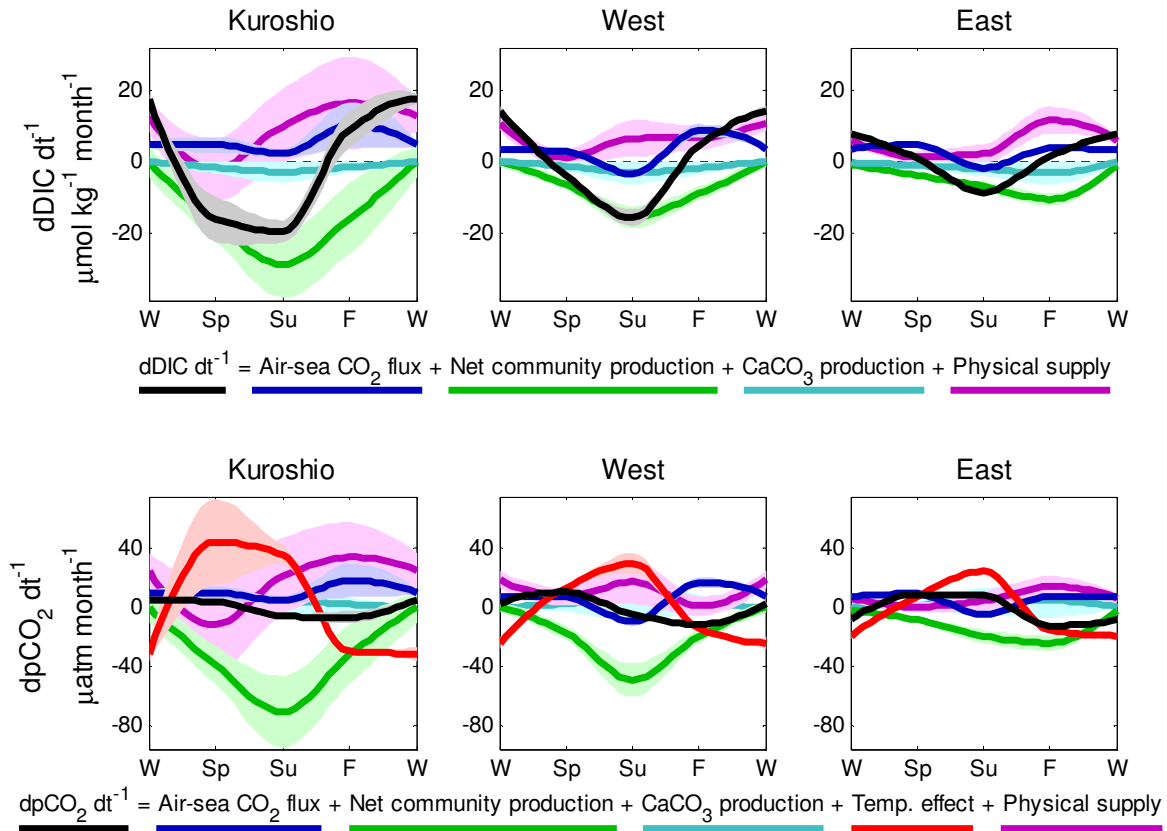 Kuroshio West East
dDIC dt⁻¹
µmol kg⁻¹ month⁻¹
20 20 20
0 0 0
-20 -20 -20
W Sp Su F W W Sp Su F W W Sp Su F W
dDIC dt⁻¹ = Air-sea CO₂ flux + Net community production + CaCO₃ production + Physical supply
Kuroshio West East
dpCO₂ dt⁻¹
µatm month⁻¹
40 40 40
0 0 0
-40 -40 -40
-80 -80 -80
W Sp Su F W W Sp Su F W W Sp Su F W
dpCO₂ dt⁻¹ = Air-sea CO₂ flux + Net community production + CaCO₃ production + Temp. effect + Physical supply